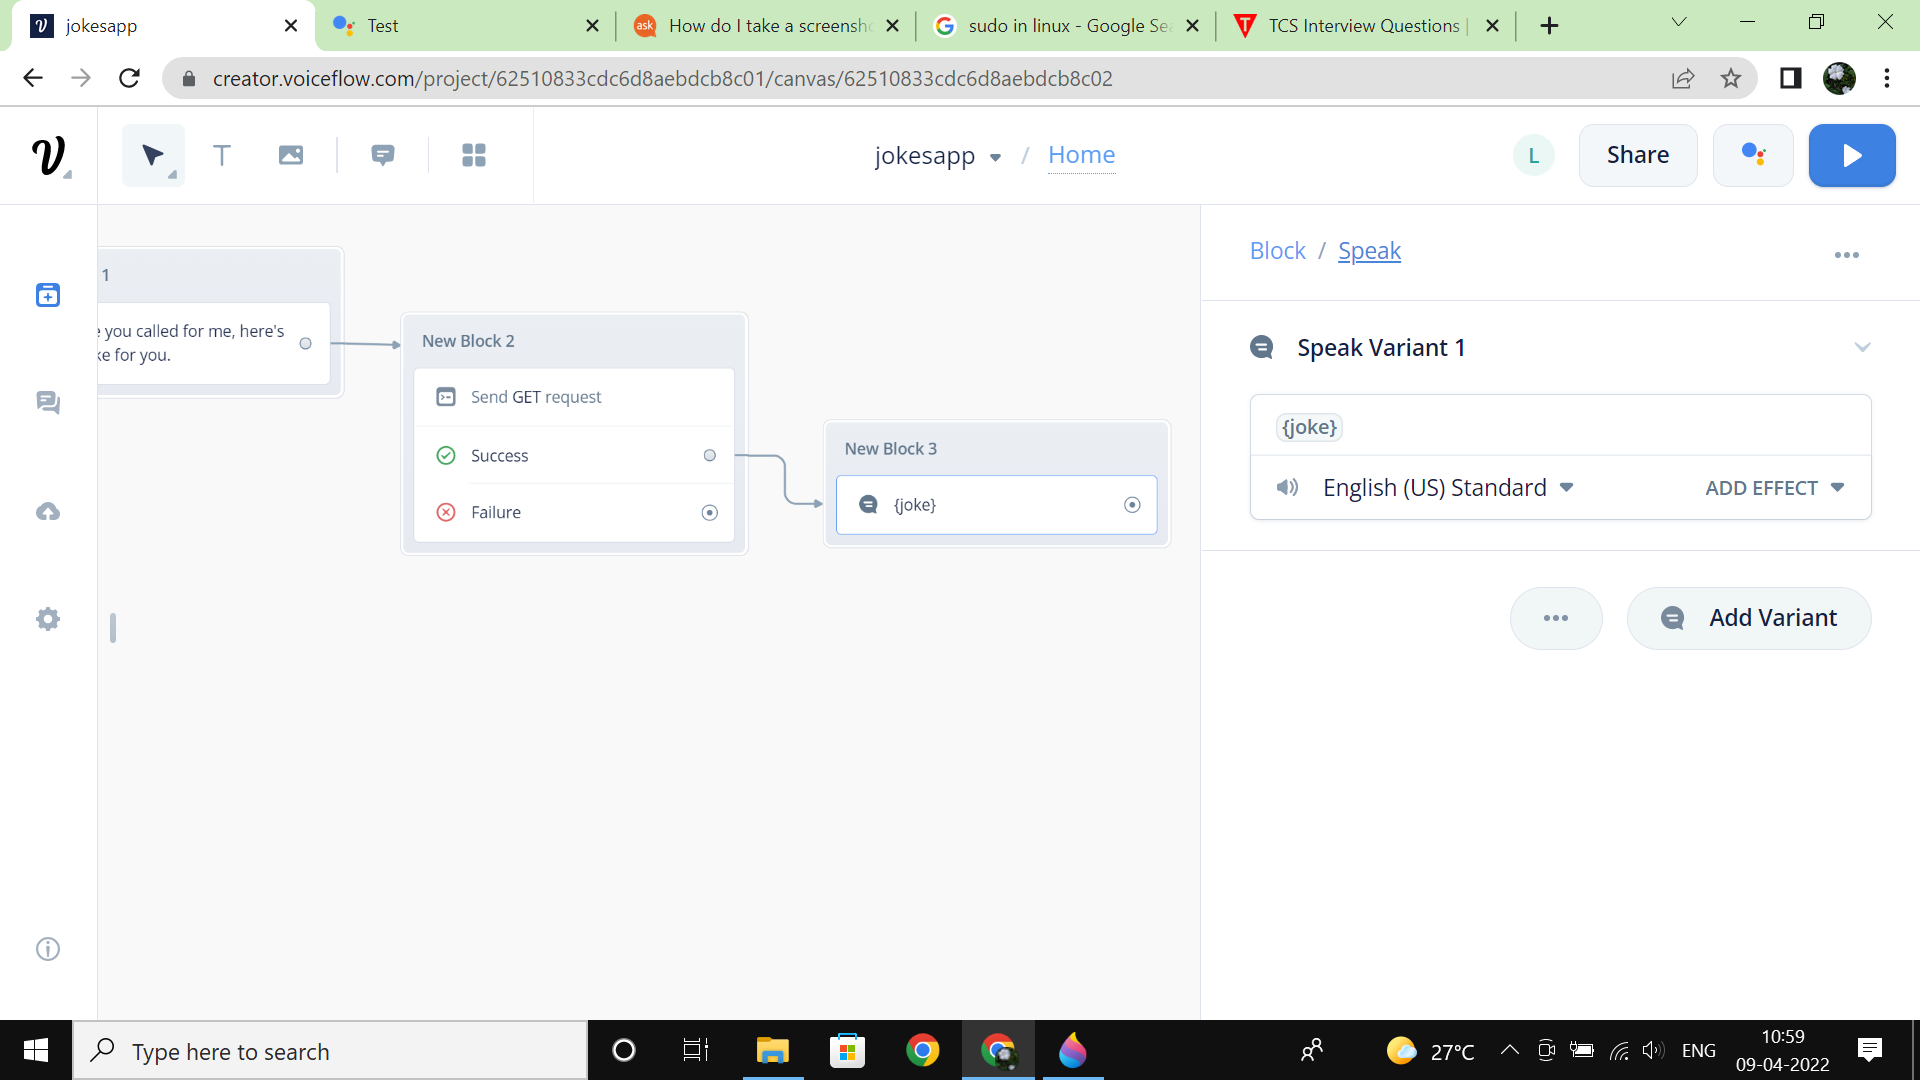 jokesapp
Test
ask
How do I take a screensh
sudo in linux - Google Se
TCS Interview Questions |
creator.voiceflow.com/project/62510833cdc6d8aebdcb8c01/canvas/62510833cdc6d8aebdcb8c02
T
jokesapp / Home
L
Share
1
you called for me, here's
ke for you.
New Block 2
Send GET request
Success
Failure
New Block 3
{joke}
Block / Speak
Speak Variant 1
{joke}
English (US) Standard
ADD EFFECT
Add Variant
Type here to search
27°C
ENG
10:59
09-04-2022